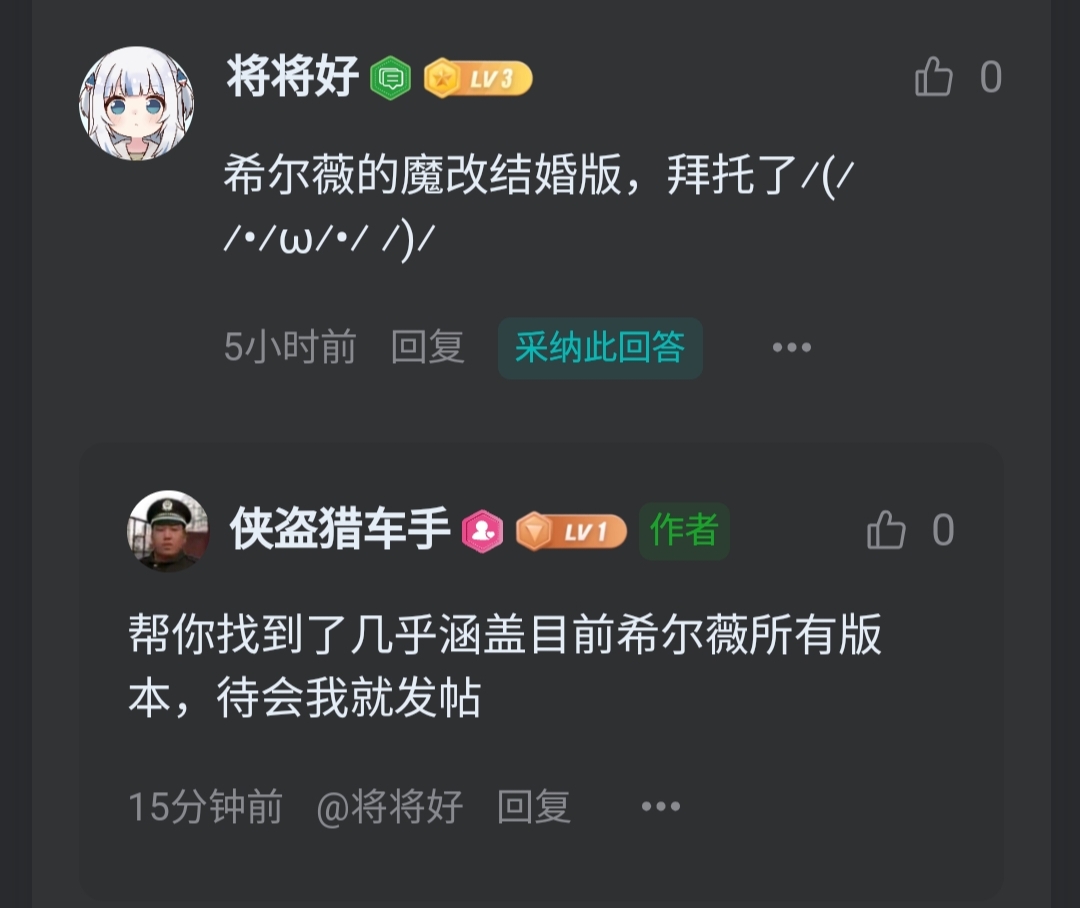 将将好 LV3 0
希尔薇的魔改结婚版，拜托了/(/
/•/ω/•/ /)/
5小时前 回复 采纳此回答 •••
侠盗猎车手 LV1 作者 0
帮你找到了几乎涵盖目前希尔薇所有版
本，待会我就发帖
15分钟前 @将将好 回复 •••